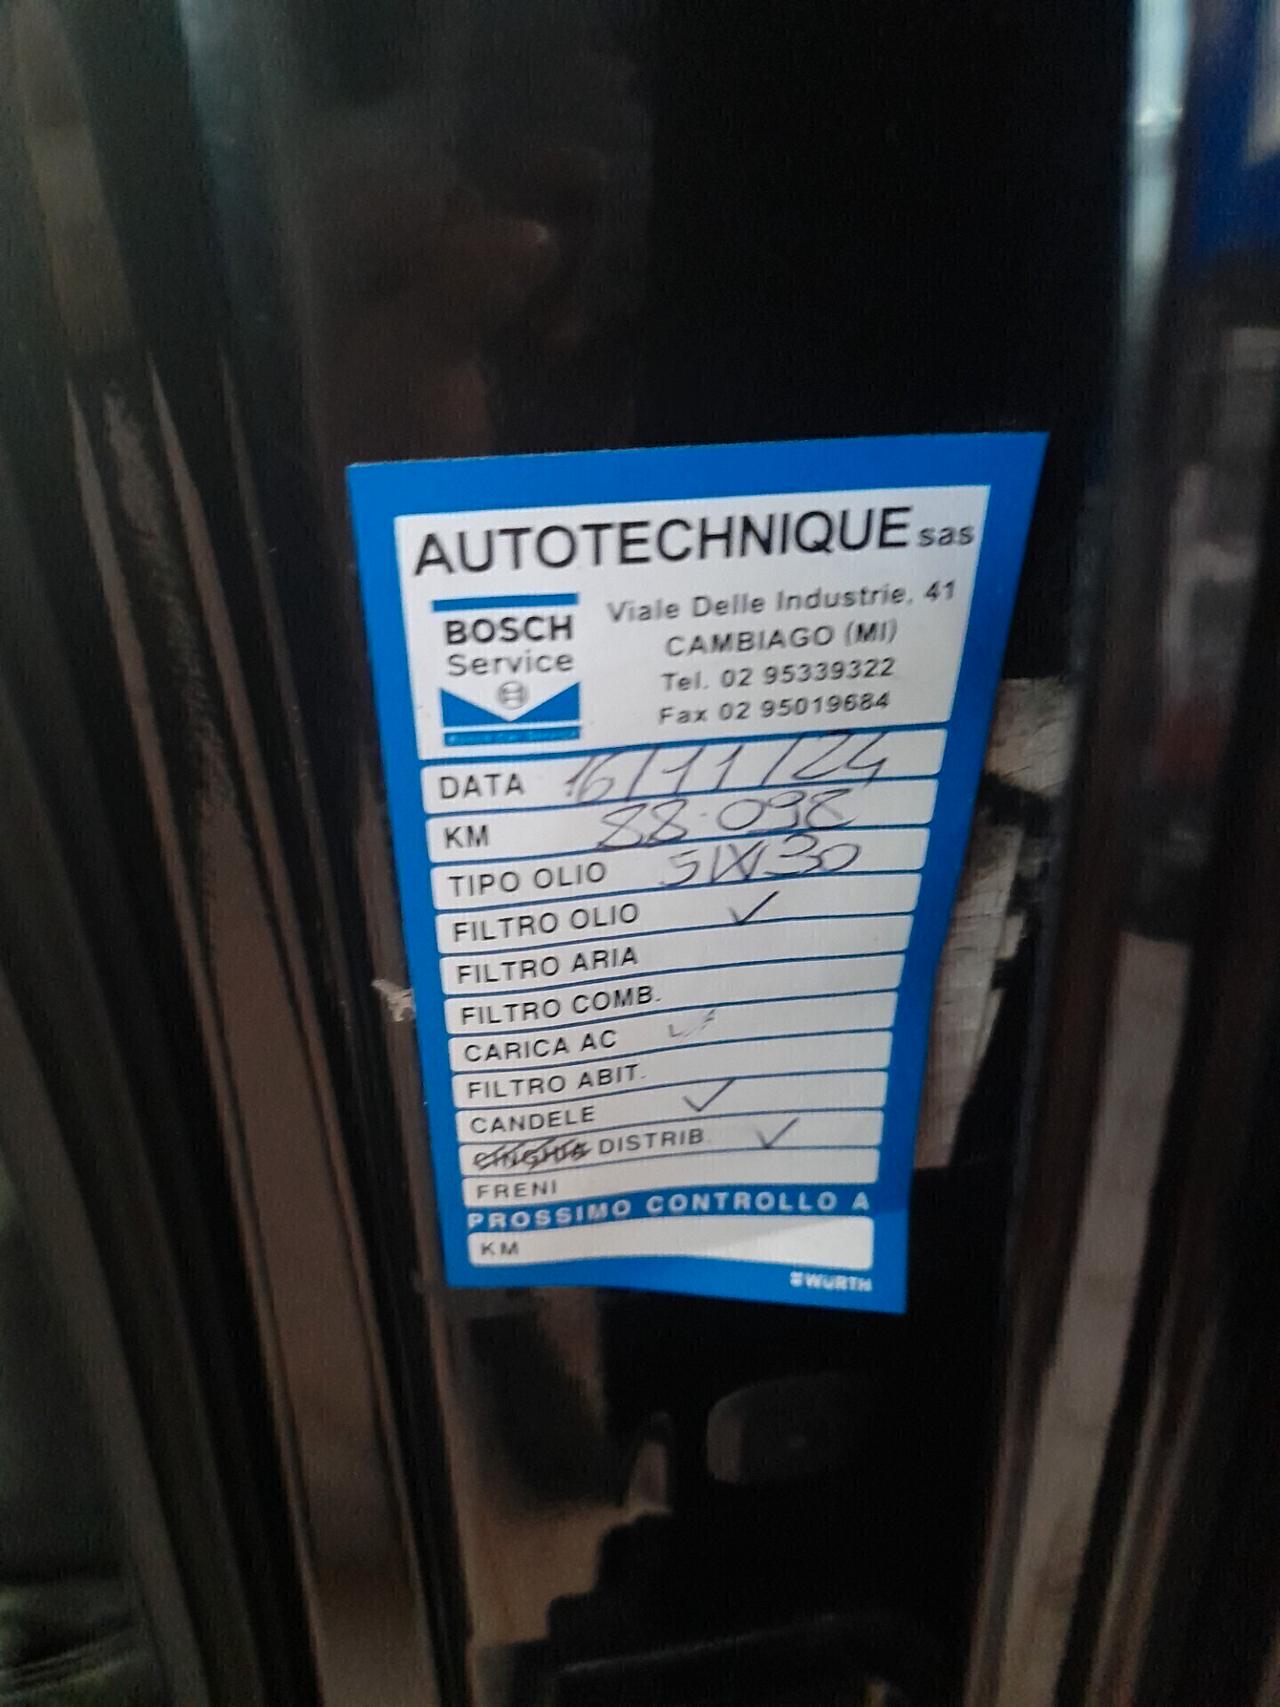 AUTOTECHNIQUE sas
BOSCH
Service
Viale Delle Industrie, 41
CAMBIAGO (MI)
Tel. 02 95339322
Fax 02 95019684
DATA 16/11/24
KM 88.098
TIPO OLIO 5W30
FILTRO OLIO ✓
FILTRO ARIA
FILTRO COMB.
CARICA AC
FILTRO ABIT.
CANDELE ✓
CINGHIA DISTRIB. ✓
FRENI
PROSSIMO CONTROLLO A
KM
WÜRTH